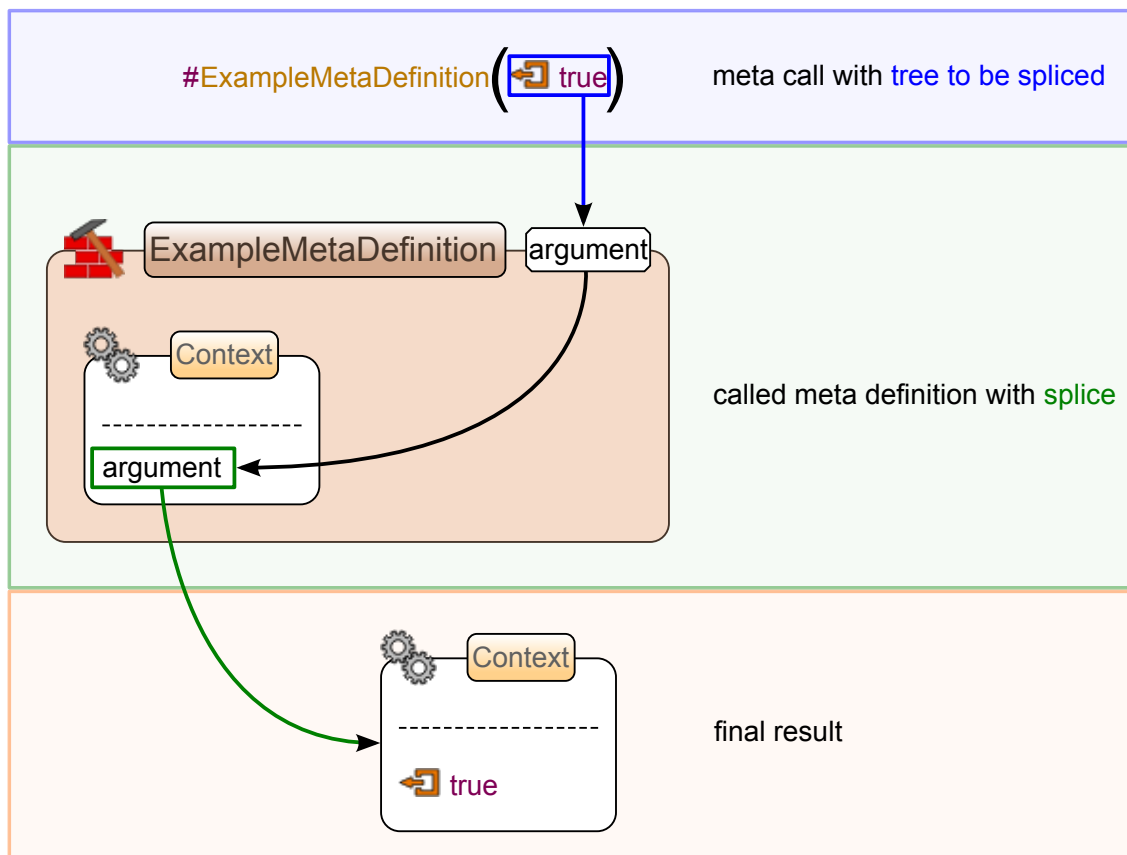 #ExampleMetaDefinition( true)
meta call with tree to be spliced
ExampleMetaDefinition
argument
Context
called meta definition with splice
argument
Context
final result
true